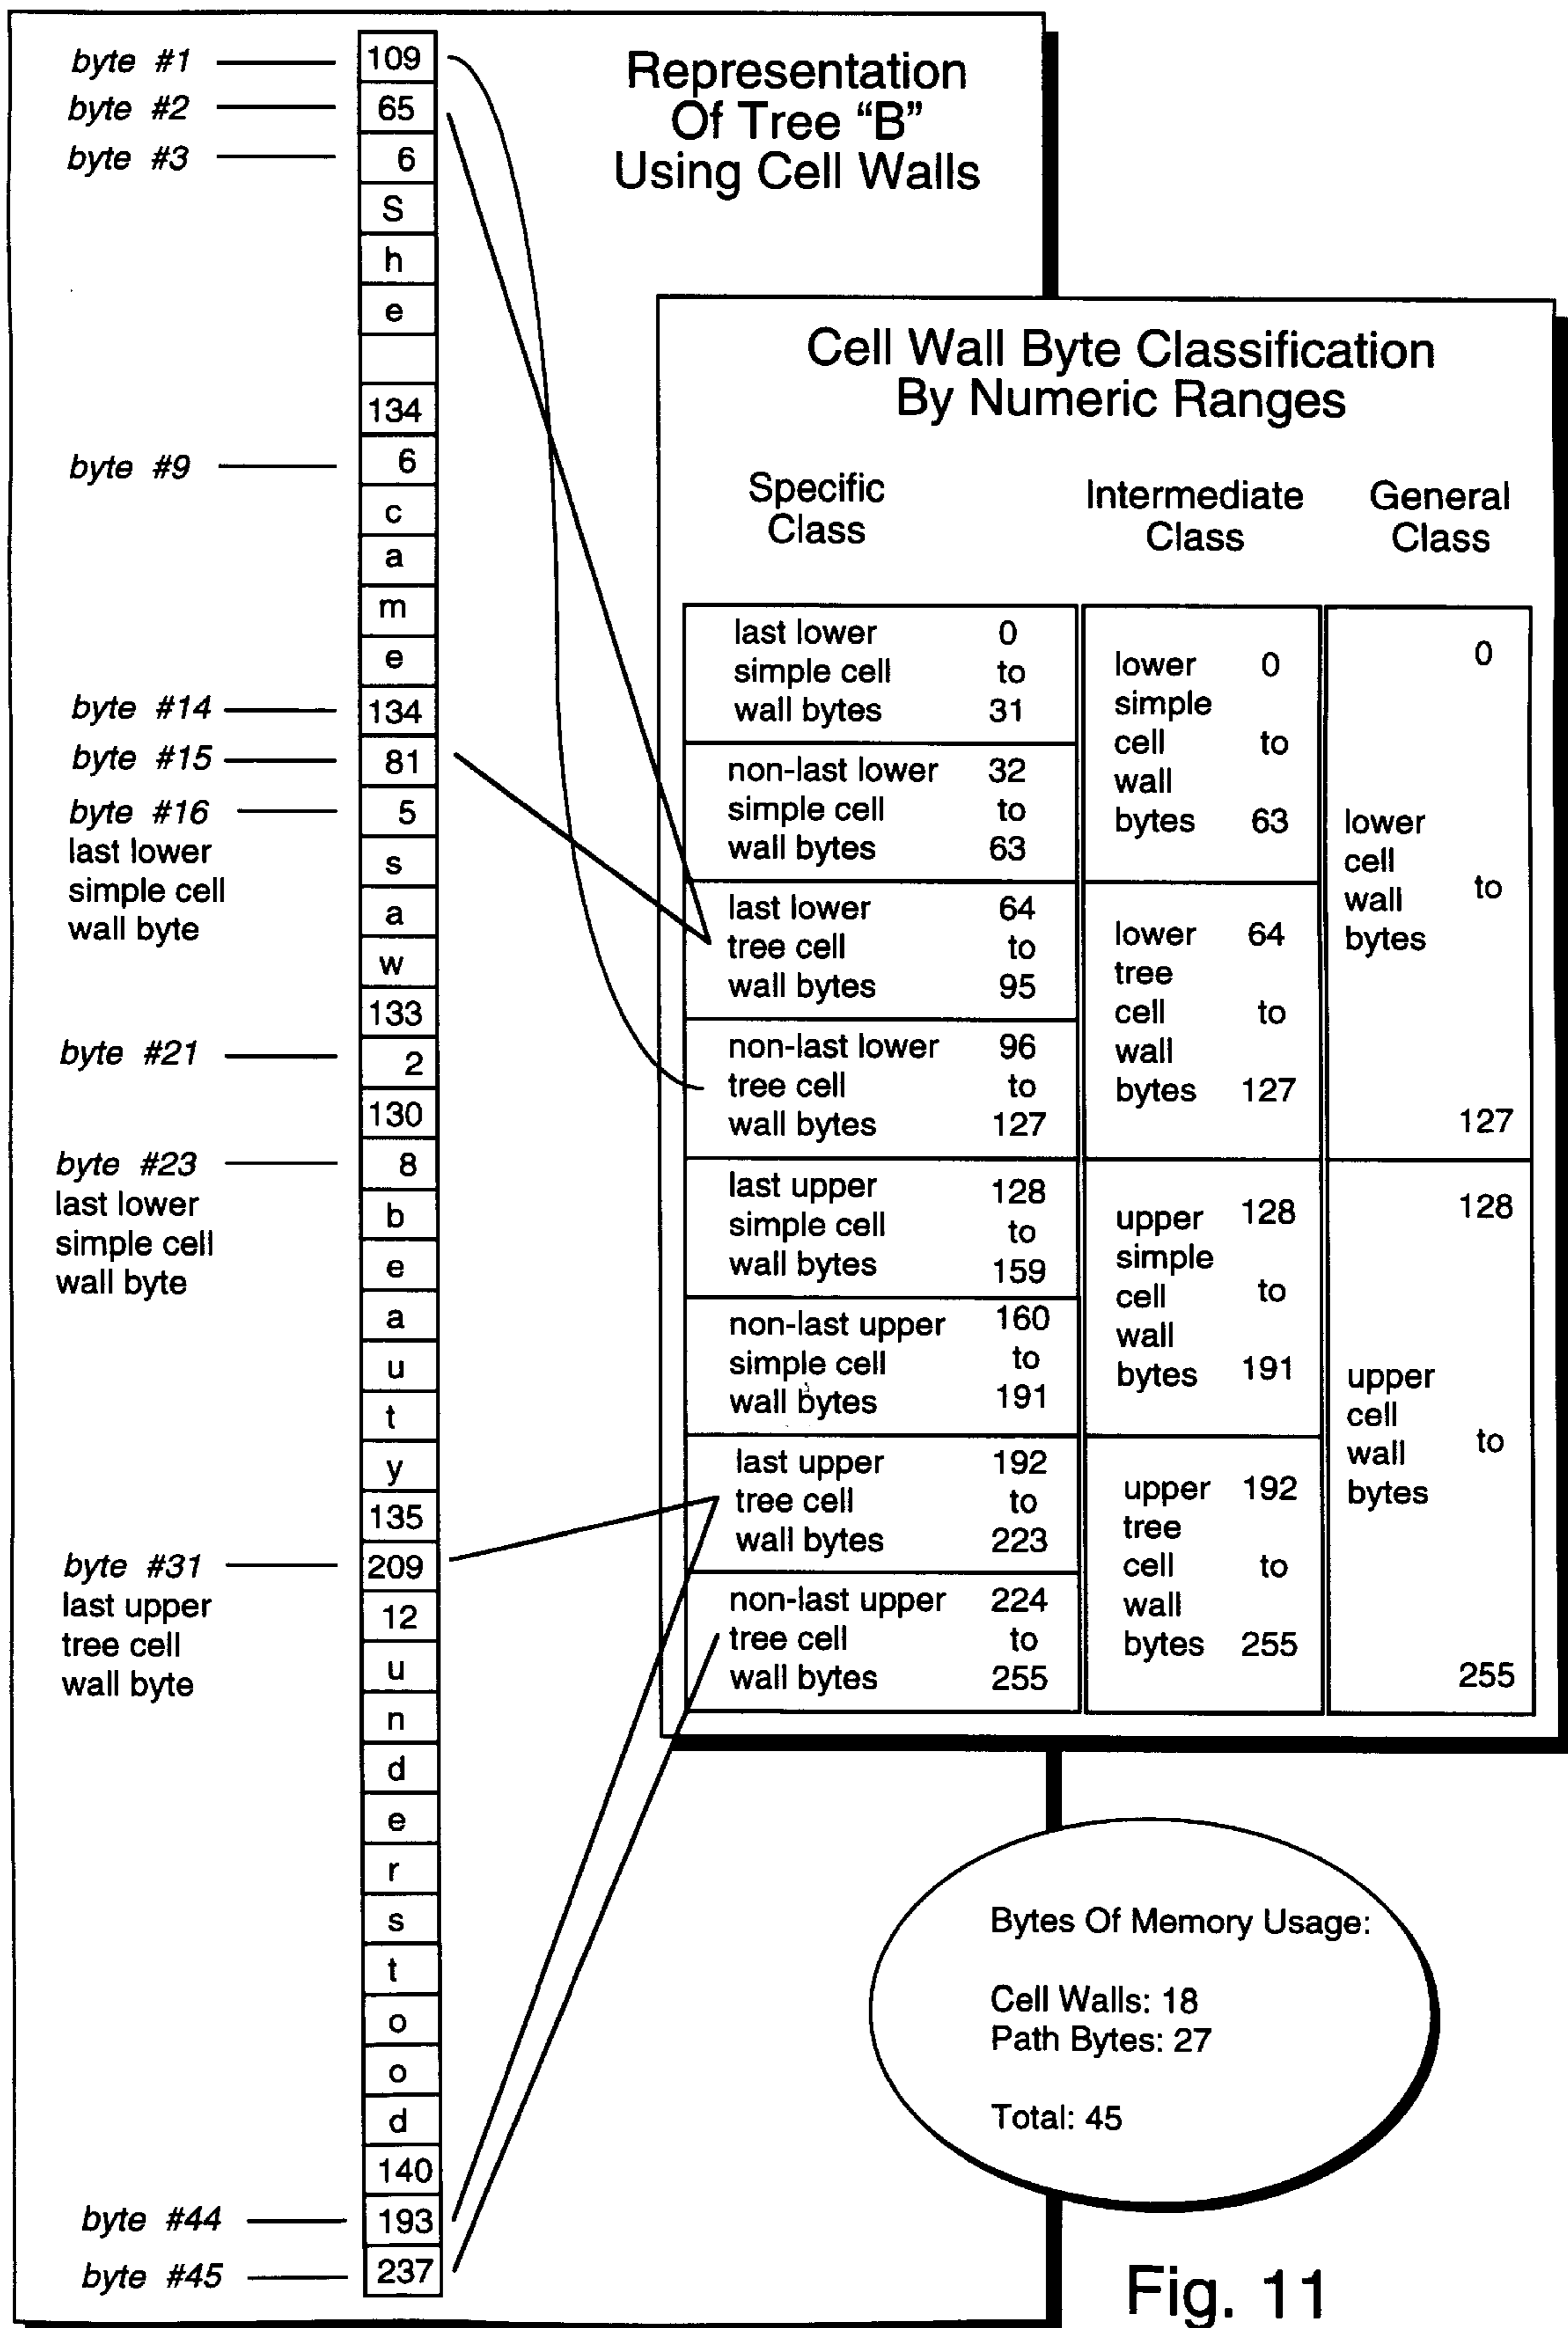 byte #1
109
byte #2
65
byte #3
6
S
h
e
134
byte #9
6
c
a
m
e
byte #14
134
byte #15
81
byte #16
5
last lower
simple cell
wall byte
s
a
w
133
byte #21
2
130
byte #23
8
last lower
simple cell
wall byte
b
e
a
u
t
y
135
byte #31
209
last upper
tree cell
wall byte
12
u
n
d
e
r
s
t
o
o
d
140
byte #44
193
byte #45
237
Representation
Of Tree “B”
Using Cell Walls
Cell Wall Byte Classification
By Numeric Ranges
Specific
Class
Intermediate
Class
General
Class
last lower 0
simple cell to
wall bytes 31
non-last lower 32
simple cell to
wall bytes 63
last lower 64
tree cell to
wall bytes 95
non-last lower 96
tree cell to
wall bytes 127
last upper 128
simple cell to
wall bytes 159
non-last upper 160
simple cell to
wall bytes 191
last upper 192
tree cell to
wall bytes 223
non-last upper 224
tree cell to
wall bytes 255
lower 0
simple
cell to
wall
bytes 63
lower 64
tree
cell to
wall
bytes 127
upper 128
simple
cell to
wall
bytes 191
upper 192
tree
cell to
wall
bytes 255
0
lower
cell
wall to
bytes
127
128
upper
cell
wall to
bytes
255
Bytes Of Memory Usage:
Cell Walls: 18
Path Bytes: 27
Total: 45
Fig. 11